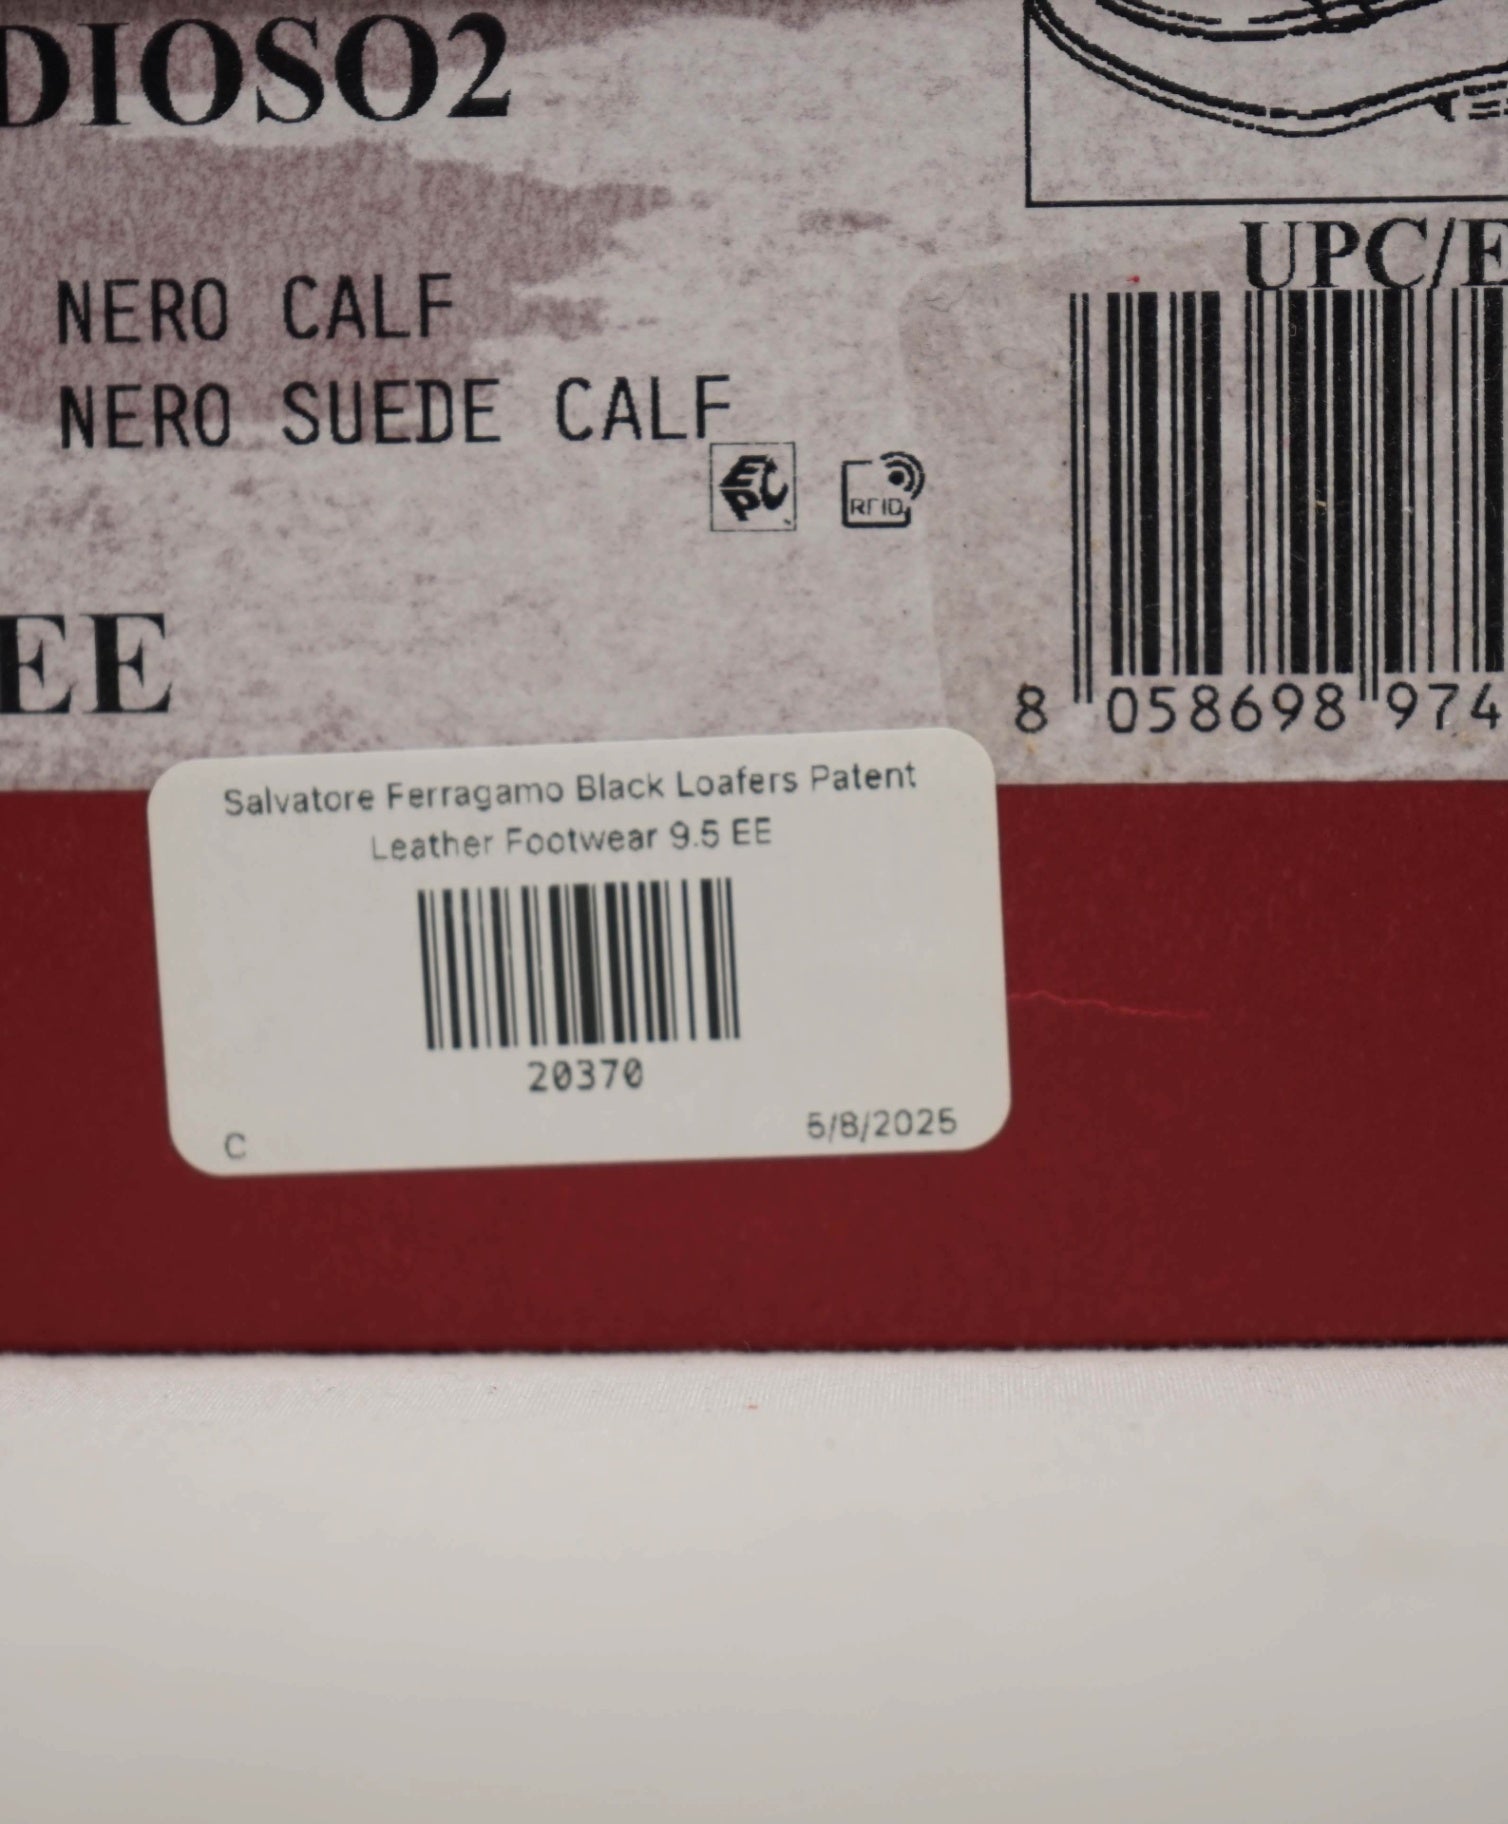 DIOSO2
UPC/E
NERO CALF
NERO SUEDE CALF
EPC
RFID
EE
8 058698 974
Salvatore Ferragamo Black Loafers Patent
Leather Footwear 9.5 EE
20370
C 5/8/2025